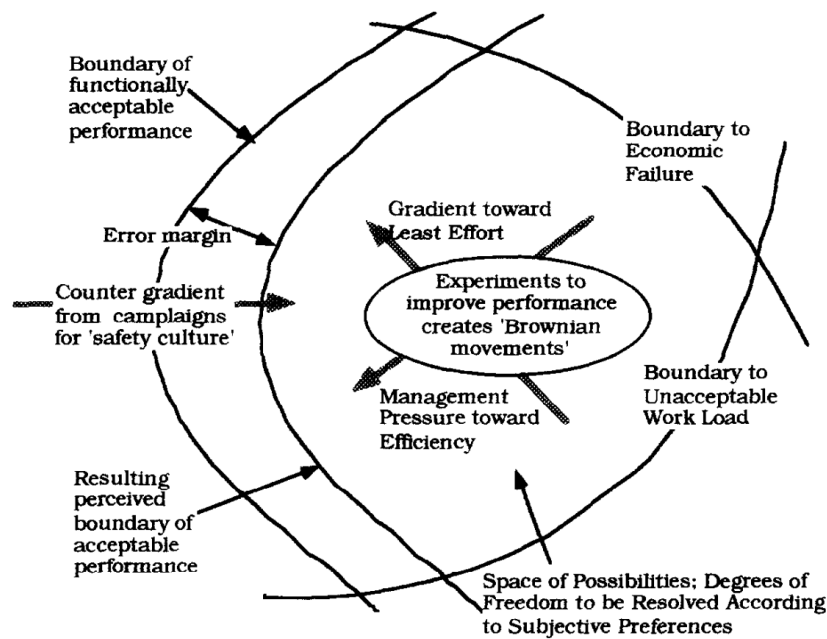 Boundary of
functionally
acceptable
performance
Boundary to
Economic
Failure
Gradient toward
Least Effort
Error margin
Experiments to
improve performance
creates 'Brownian
movements'
Counter gradient
from camplaigns
for 'safety culture'
Management
Pressure toward
Efficiency
Boundary to
Unacceptable
Work Load
Resulting
perceived
boundary of
acceptable
performance
Space of Possibilities; Degrees of
Freedom to be Resolved According
to Subjective Preferences